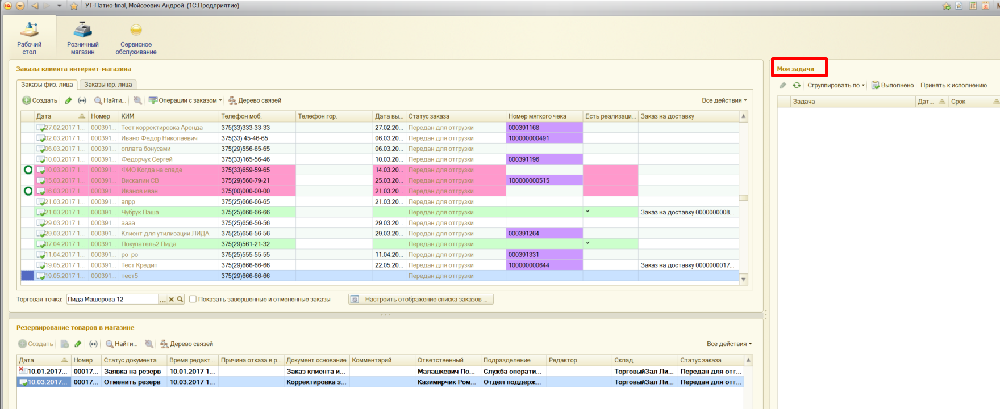 УТ-Патио-final, Мойсеевич Андрей (1С:Предприятие)
Рабочий стол
Розничный магазин
Сервисное обслуживание
Заказы клиента интернет-магазина
Заказы физ. лица Заказы юр. лица
Создать Найти... Операции с заказом Дерево связей Все действия
Дата Номер КИМ Телефон моб. Телефон гор. Дата вы... Статус заказа Номер мягкого чека Есть реализаци... Заказ на доставку
27.02.2017 1... 000391... Тест корректировка Аренда 375(33)333-33-33 27.02.20... Передан для отгрузки 000391168
02.03.2017 1... 000391... Ивано Федор Николаевич 375(33) 45-46-65 06.03.20... Передан для отгрузки 100000000491
06.03.2017 1... 000391... оплата бонусами 375(29)556-65-65 06.03.20... Передан для отгрузки
10.03.2017 1... 000391... Федорчук Сергей 375(33)165-56-46 10.03.20... Передан для отгрузки 000391196
10.03.2017 1... 000391... ФИО Когда на сладе 375(33)659-59-65 14.03.20... Передан для отгрузки
15.03.2017 1... 000391... Вискалин СВ 375(29)560-79-21 25.03.20... Передан для отгрузки 100000000515
16.03.2017 1... 000391... Иванов иван 375(00)000-00-00 21.03.20... Передан для отгрузки
21.03.2017 1... 000391... апрр 375(25)666-66-65 21.03.20... Передан для отгрузки
21.03.2017 1... 000391... Чубрук Паша 375(25)666-66-66 Передан для отгрузки Заказ на доставку 0000000008...
29.03.2017 1... 000391... аааа 375(25)656-56-56 29.03.20... Передан для отгрузки
29.03.2017 1... 000391... Клиент для утилизации ЛИДА 375(25)656-56-56 29.03.20... Передан для отгрузки 000391264
07.04.2017 1... 000391... Покупатель2 Лида 375(29)561-21-32 Передан для отгрузки
11.04.2017 1... 000391... ро ро 375(25)555-55-55 11.04.20... Передан для отгрузки 000391331
19.05.2017 1... 000391... Тест Кредит 375(29)666-66-66 22.05.20... Передан для отгрузки 100000000644 Заказ на доставку 0000000017...
19.05.2017 1... 000391... тест5 375(29)666-66-66 Передан для отгрузки
Торговая точка: Лида Машерова 12 ... Показать завершенные и отмененные заказы Настроить отображение списка заказов ...
Резервирование товаров в магазине
Создать Найти... Дерево связей Все действия
Дата Номер Статус документа Время редакт... Причина отказа в р... Документ основание Комментарий Ответственный Подразделение Редактор Склад Статус заказа
10.01.2017... 00017... Заявка на резерв 10.01.2017 1... Заказ клиента и... Малашкевич По... Служба операти... ТорговыйЗал Ли... Передан для отг...
10.03.2017... 00017... Отменить резерв 10.03.2017 1... Корректировка з... Казимирчик Ром... Отдел поддерж... ТорговыйЗал Ли... Передан для отг...
Мои задачи
Сгруппировать по Выполнено Принять к исполнению
Задача Дат... Срок